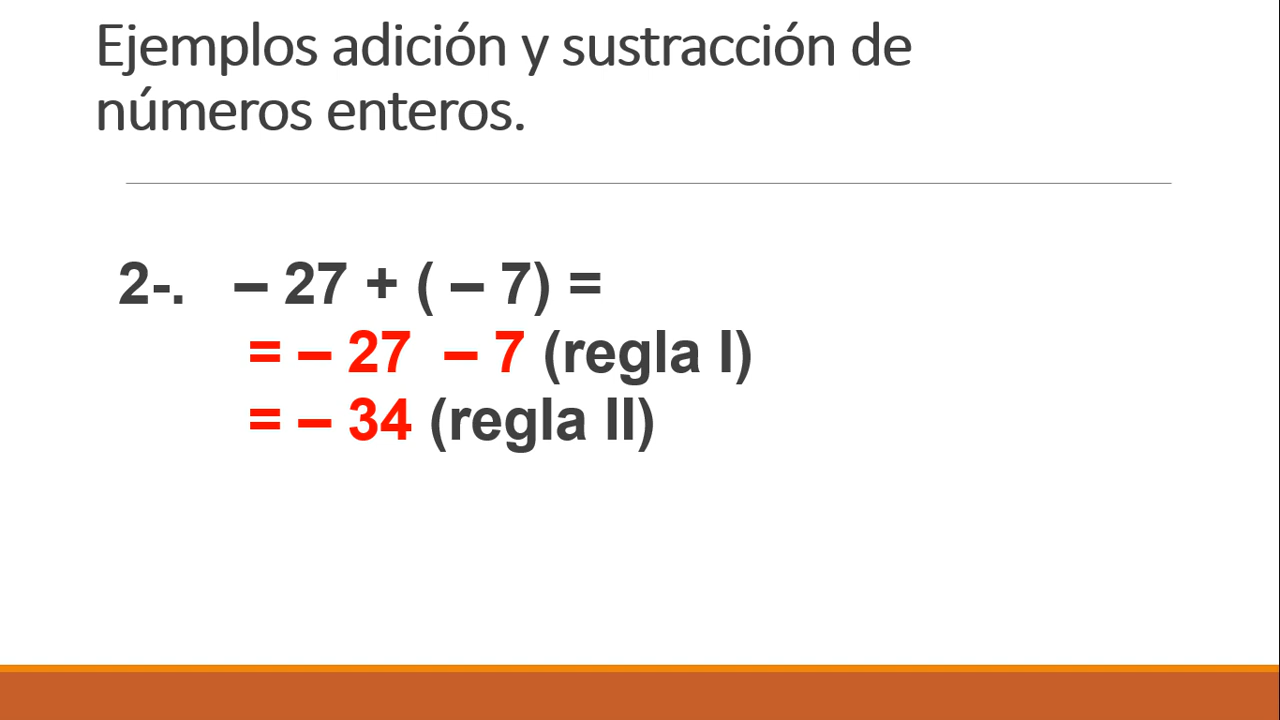 Ejemplos adición y sustracción de
números enteros.
2-. – 27 + ( – 7) =
= – 27 – 7 (regla I)
= – 34 (regla II)